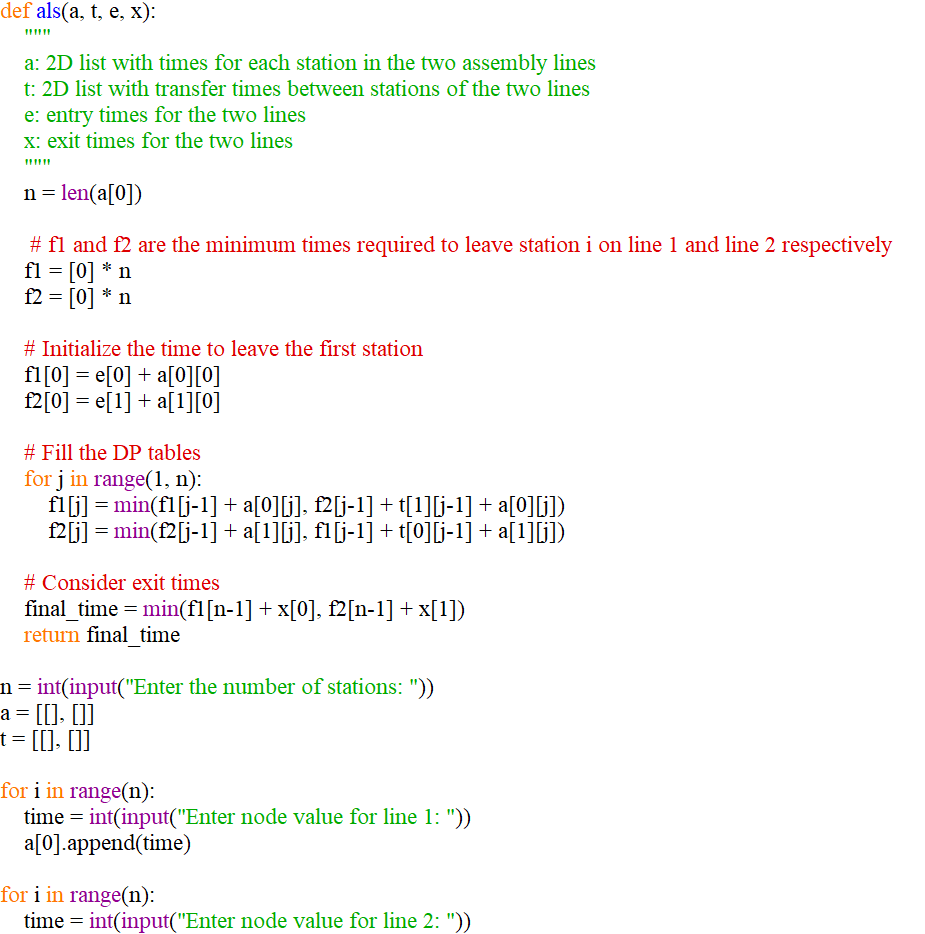 def als(a, t, e, x):
    """
    a: 2D list with times for each station in the two assembly lines
    t: 2D list with transfer times between stations of the two lines
    e: entry times for the two lines
    x: exit times for the two lines
    """
    n = len(a[0])

     # f1 and f2 are the minimum times required to leave station i on line 1 and line 2 respectively
    f1 = [0] * n
    f2 = [0] * n

    # Initialize the time to leave the first station
    f1[0] = e[0] + a[0][0]
    f2[0] = e[1] + a[1][0]

    # Fill the DP tables
    for j in range(1, n):
        f1[j] = min(f1[j-1] + a[0][j], f2[j-1] + t[1][j-1] + a[0][j])
        f2[j] = min(f2[j-1] + a[1][j], f1[j-1] + t[0][j-1] + a[1][j])

    # Consider exit times
    final_time = min(f1[n-1] + x[0], f2[n-1] + x[1])
    return final_time

n = int(input("Enter the number of stations: "))
a = [[], []]
t = [[], []]

for i in range(n):
    time = int(input("Enter node value for line 1: "))
    a[0].append(time)

for i in range(n):
    time = int(input("Enter node value for line 2: "))